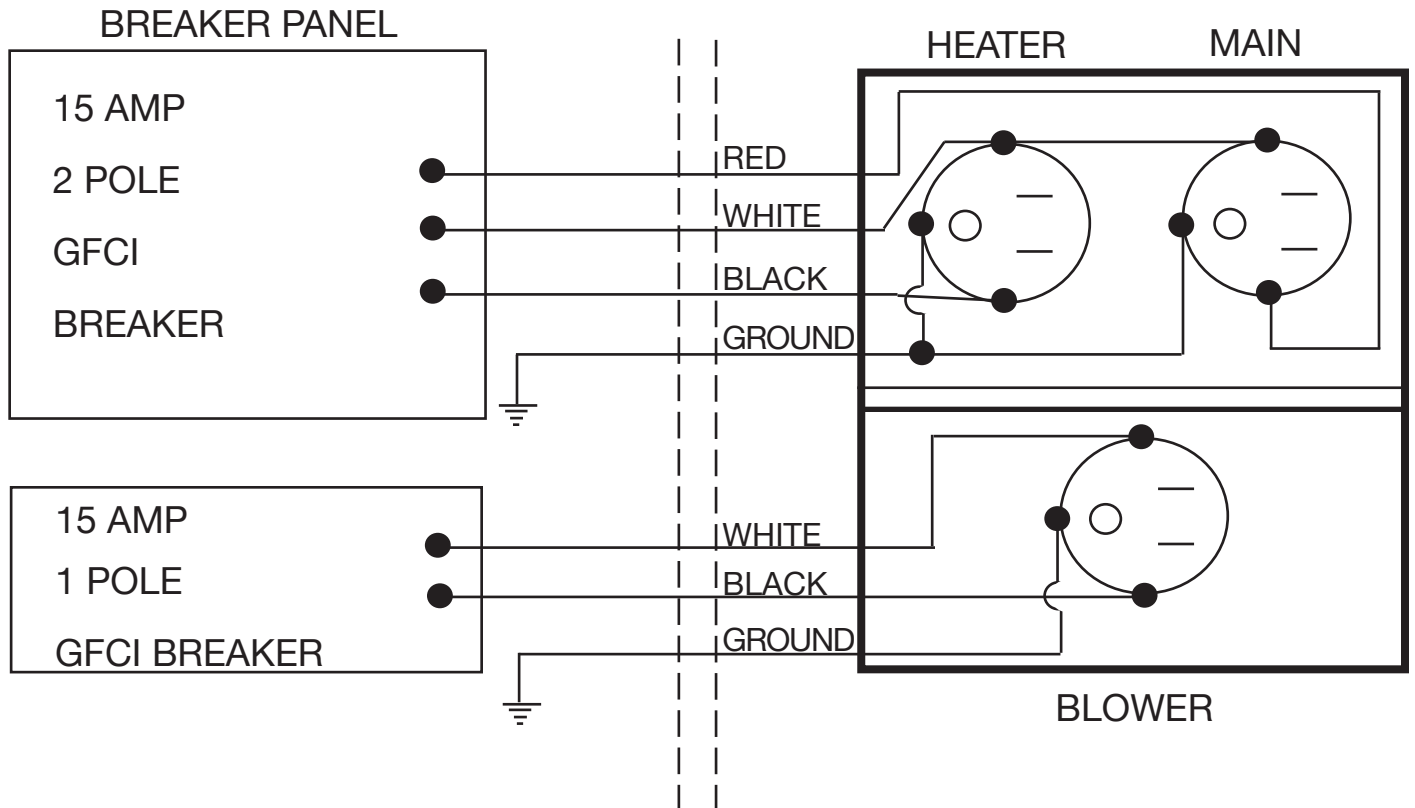 BREAKER PANEL
15 AMP
2 POLE
GFCI
BREAKER
RED
WHITE
BLACK
GROUND
HEATER
MAIN
15 AMP
1 POLE
GFCI BREAKER
WHITE
BLACK
GROUND
BLOWER